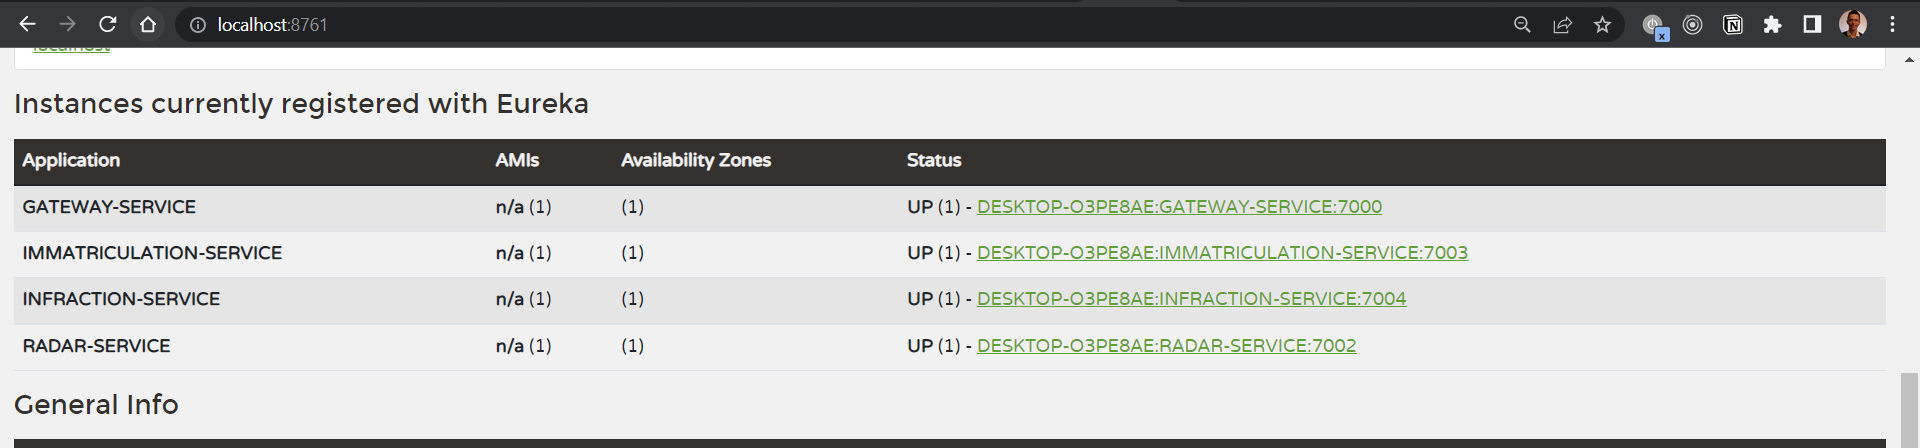 localhost:8761
localhost
Instances currently registered with Eureka
Application AMIs Availability Zones Status
GATEWAY-SERVICE n/a (1) (1) UP (1) - DESKTOP-O3PE8AE:GATEWAY-SERVICE:7000
IMMATRICULATION-SERVICE n/a (1) (1) UP (1) - DESKTOP-O3PE8AE:IMMATRICULATION-SERVICE:7003
INFRACTION-SERVICE n/a (1) (1) UP (1) - DESKTOP-O3PE8AE:INFRACTION-SERVICE:7004
RADAR-SERVICE n/a (1) (1) UP (1) - DESKTOP-O3PE8AE:RADAR-SERVICE:7002
General Info